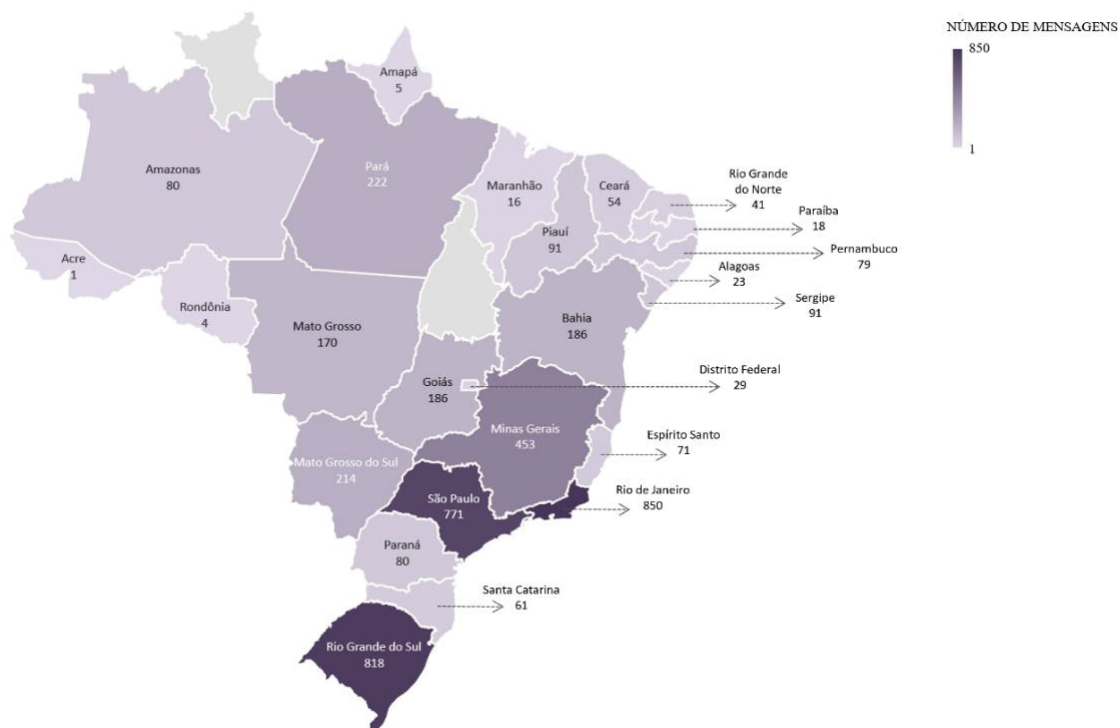 NÚMERO DE MENSAGENS
850
1
Amapá
5
Amazonas
80
Pará
222
Maranhão
16
Ceará
54
Rio Grande
do Norte
41
Paraíba
18
Piauí
91
Pernambuco
79
Acre
1
Alagoas
23
Rondônia
4
Sergipe
91
Mato Grosso
170
Bahia
186
Distrito Federal
29
Goiás
186
Minas Gerais
453
Espírito Santo
71
Mato Grosso do Sul
214
São Paulo
771
Rio de Janeiro
850
Paraná
80
Santa Catarina
61
Rio Grande do Sul
818